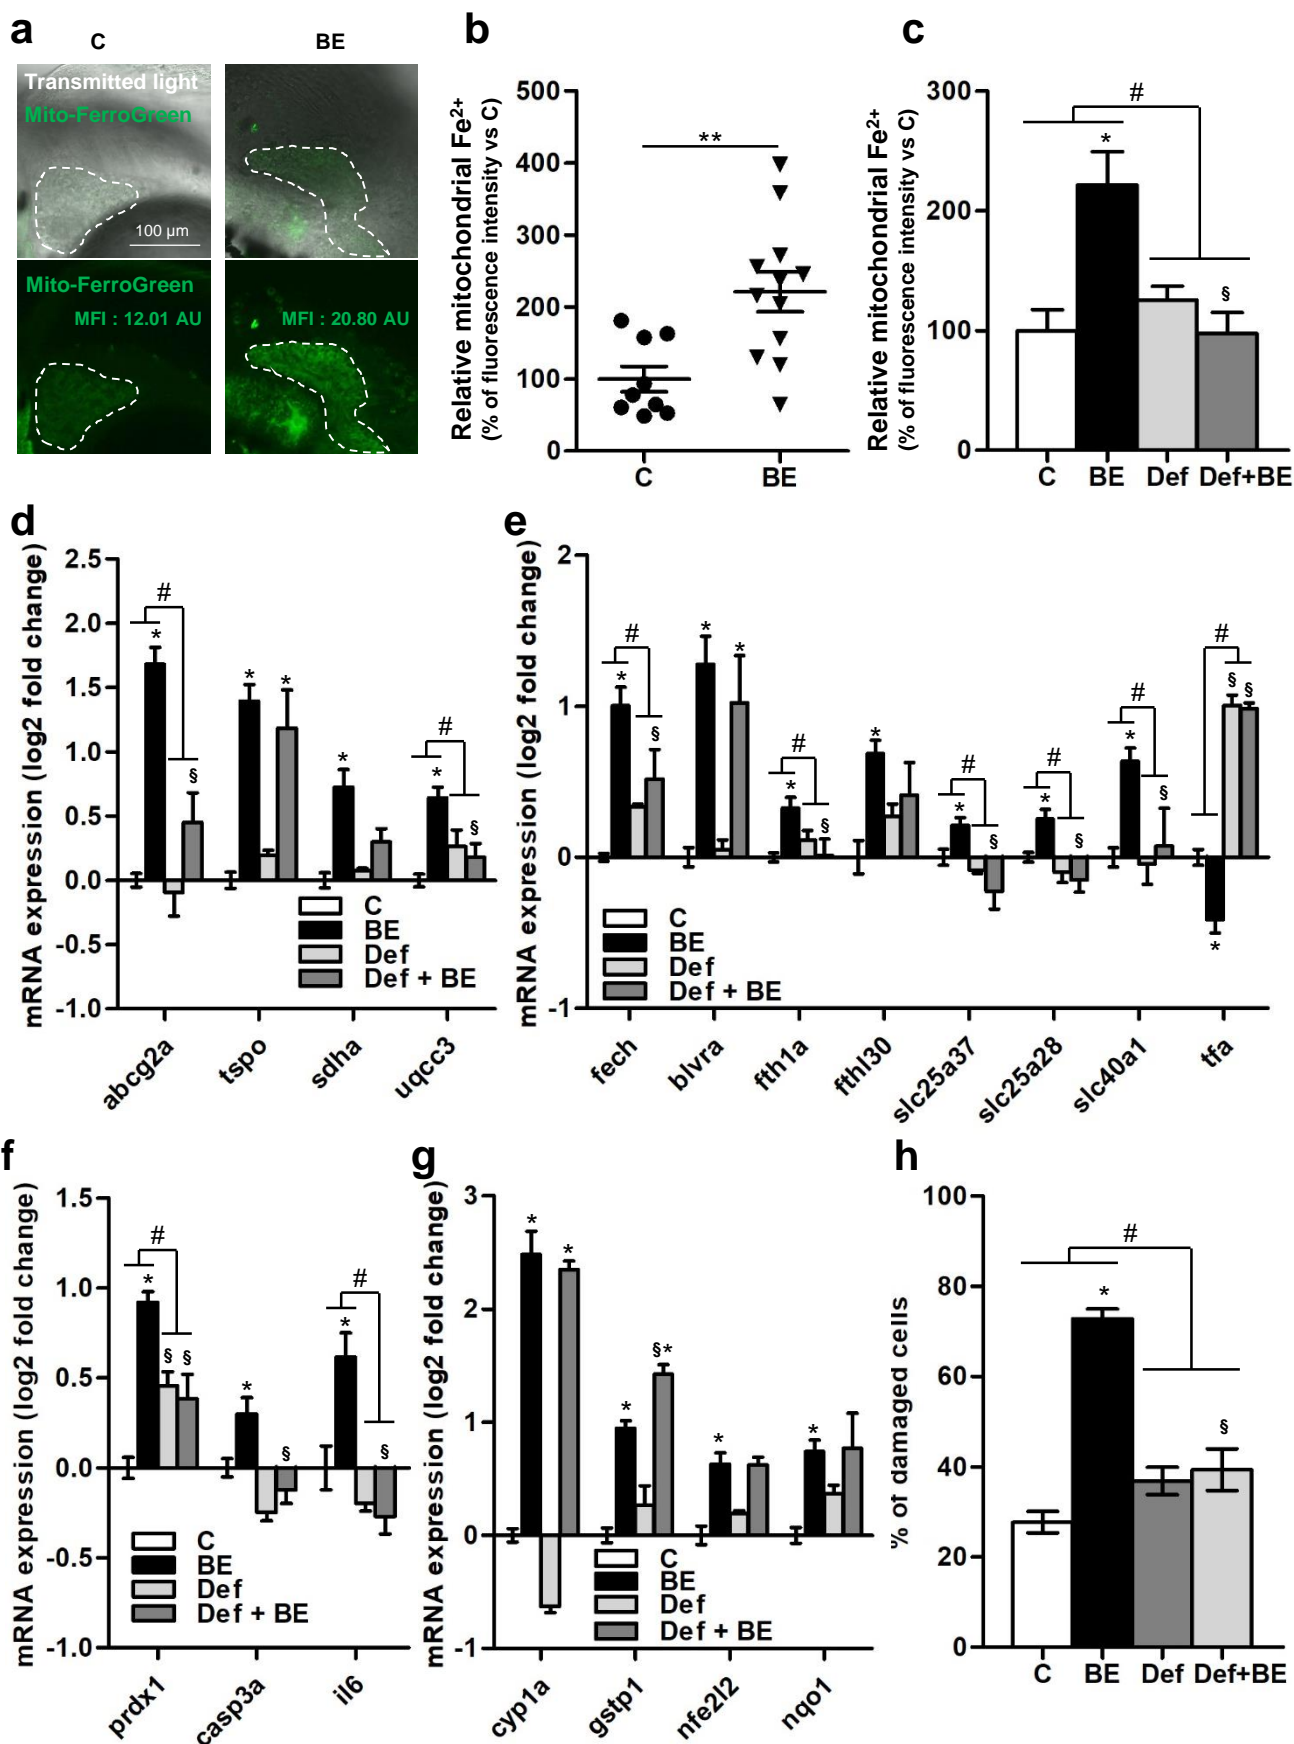 a
C
BE
Transmitted light
Mito-FerroGreen
100 µm
Mito-FerroGreen
MFI : 12.01 AU
MFI : 20.80 AU
b
Relative mitochondrial Fe²⁺
(% of fluorescence intensity vs C)
500
400
300
200
100
0
**
C
BE
c
Relative mitochondrial Fe²⁺
(% of fluorescence intensity vs C)
300
200
100
0
#
*
§
C
BE
Def
Def+BE
d
mRNA expression (log2 fold change)
2.5
2.0
1.5
1.0
0.5
0.0
-0.5
-1.0
#
*
§
*
*
*
#
*
§
C
BE
Def
Def + BE
abcg2a
tspo
sdha
uqcc3
e
mRNA expression (log2 fold change)
2
1
0
-1
#
*
§
*
*
#
*
§
*
#
*
§
#
*
§
#
*
§
#
§
§
*
C
BE
Def
Def + BE
fech
blvra
fth1a
fthl30
slc25a37
slc25a28
slc40a1
tfa
f
mRNA expression (log2 fold change)
1.5
1.0
0.5
0.0
-0.5
-1.0
#
*
§
§
*
§
#
*
§
C
BE
Def
Def + BE
prdx1
casp3a
il6
g
mRNA expression (log2 fold change)
3
2
1
0
-1
*
*
*
§*
*
*
C
BE
Def
Def + BE
cyp1a
gstp1
nfe2l2
nqo1
h
% of damaged cells
100
80
60
40
20
0
#
*
§
C
BE
Def
Def+BE